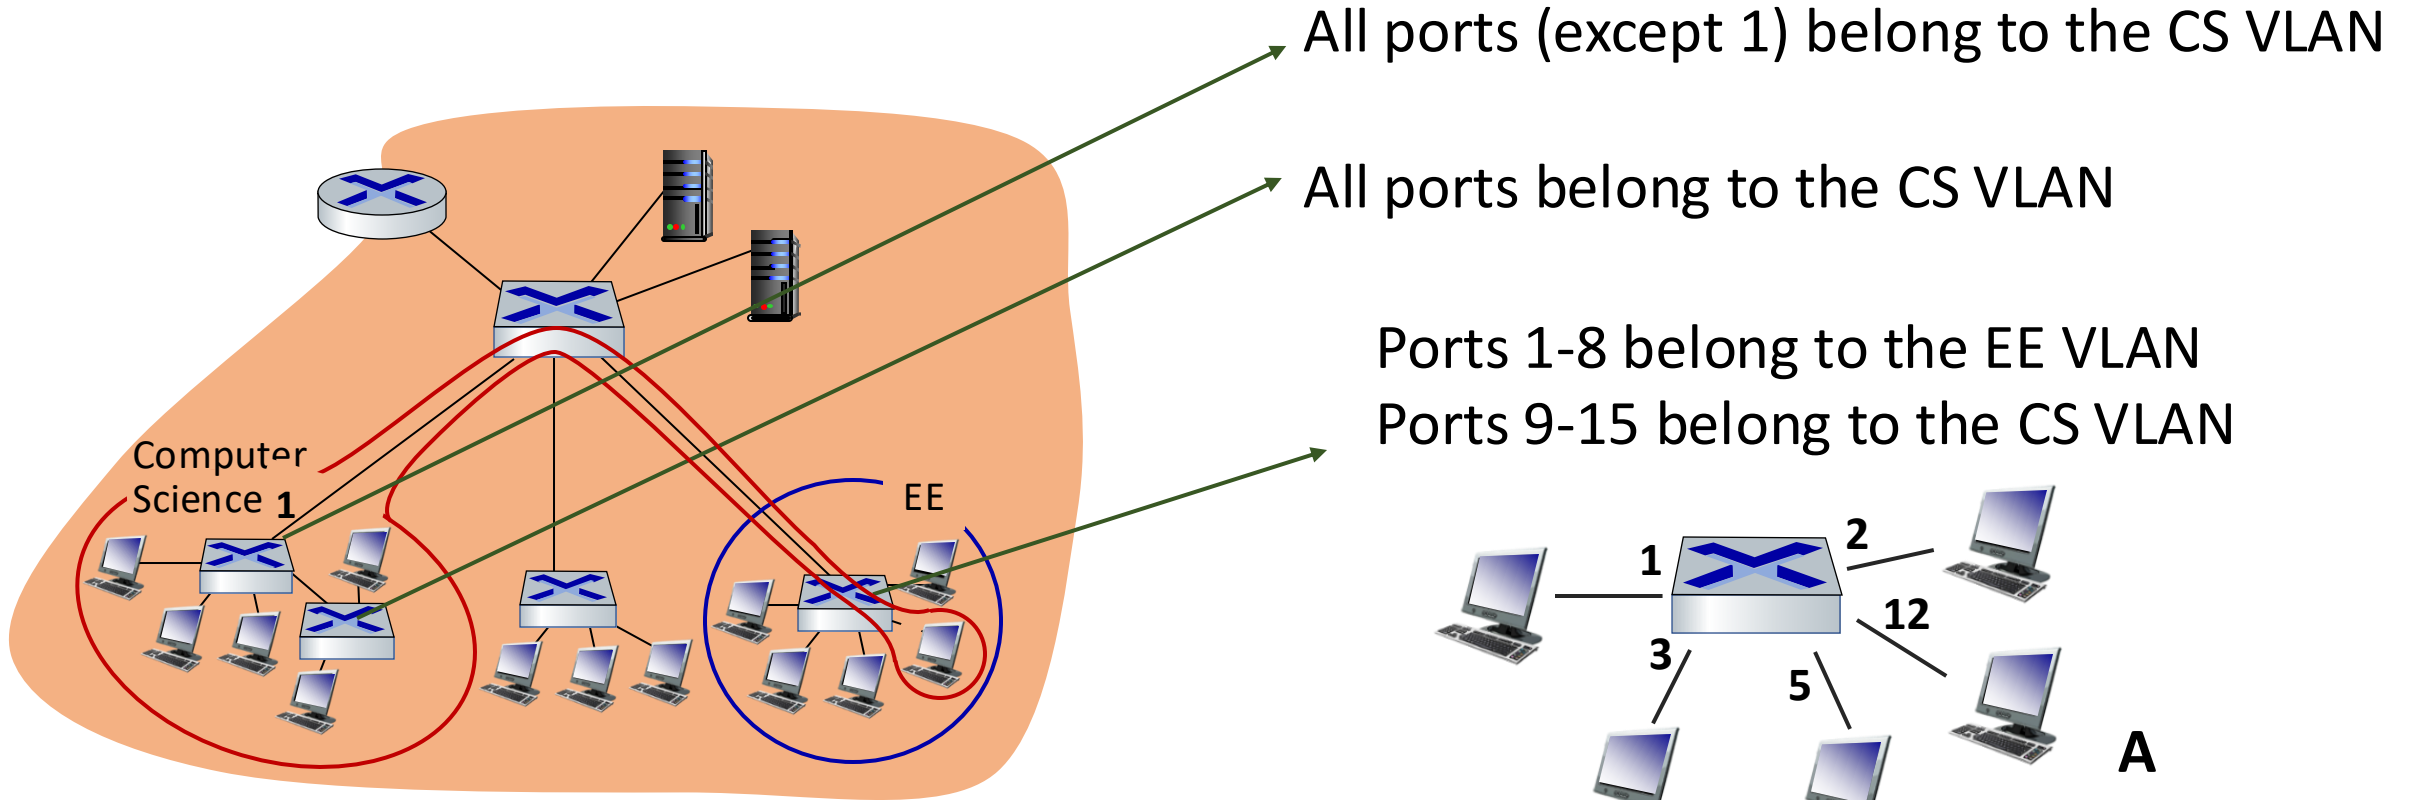 All ports (except 1) belong to the CS VLAN
All ports belong to the CS VLAN
Ports 1-8 belong to the EE VLAN
Ports 9-15 belong to the CS VLAN
Computer
Science 1
EE
1
2
12
3
5
A